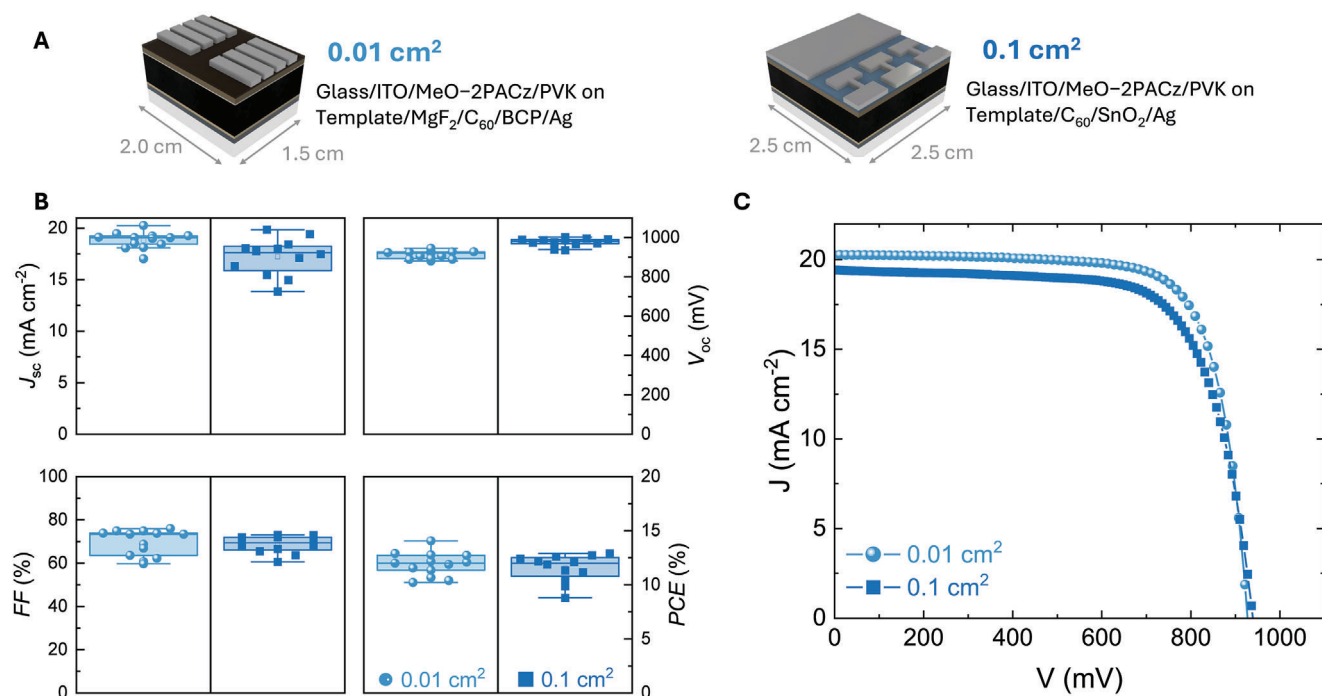 A
0.01 cm²
Glass/ITO/MeO−2PACz/PVK on
Template/MgF₂/C₆₀/BCP/Ag
2.0 cm
1.5 cm
0.1 cm²
Glass/ITO/MeO−2PACz/PVK on
Template/C₆₀/SnO₂/Ag
2.5 cm
2.5 cm
B
20
15
10
5
0
Jsc (mA cm⁻²)
1000
800
600
400
200
0
Voc (mV)
100
80
60
40
20
0
FF (%)
20
15
10
5
0
PCE (%)
0.01 cm²
0.1 cm²
C
20
15
10
5
0
J (mA cm⁻²)
0.01 cm²
0.1 cm²
0 200 400 600 800 1000
V (mV)